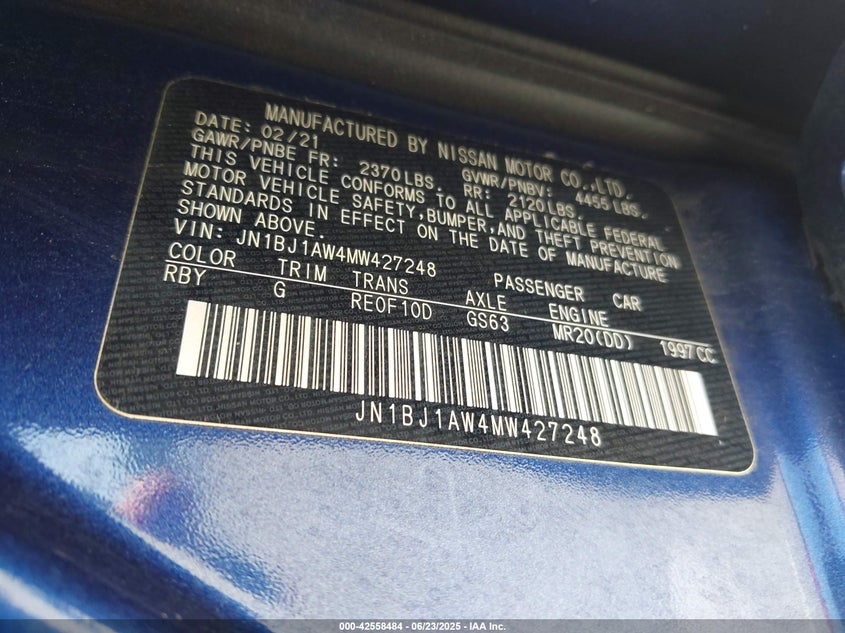 MANUFACTURED BY NISSAN MOTOR CO.,LTD.
DATE: 02/21 GVWR/PNBV: 4455 LBS.
GAWR/PNBE FR: 2370LBS. RR: 2120LBS.
THIS VEHICLE CONFORMS TO ALL APPLICABLE FEDERAL
MOTOR VEHICLE SAFETY,BUMPER,AND THEFT PREVENTION
STANDARDS IN EFFECT ON THE DATE OF MANUFACTURE
SHOWN ABOVE.
VIN: JN1BJ1AW4MW427248 PASSENGER CAR
COLOR TRIM TRANS AXLE ENGINE
RBY G RE0F10D GS63 MR20(DD) 1997CC
JN1BJ1AW4MW427248
000-42558484 - 06/23/2025 - IAA Inc.